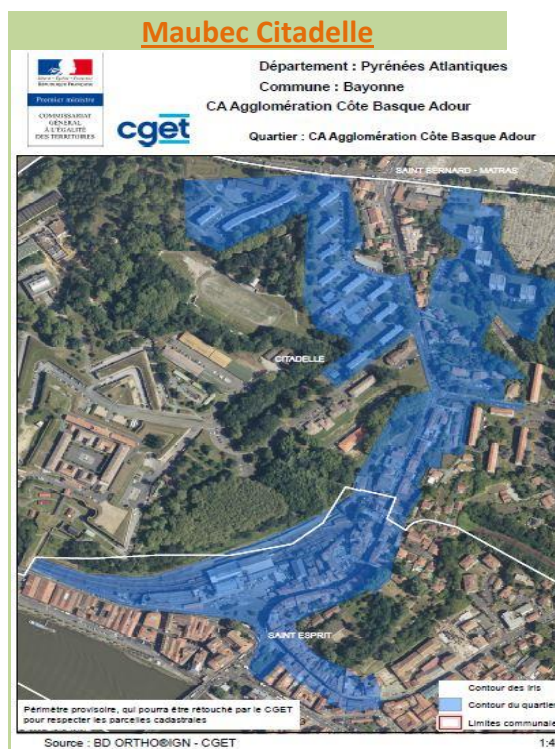 Maubec Citadelle
Département : Pyrénées Atlantiques
Commune : Bayonne
CA Agglomération Côte Basque Adour
Quartier : CA Agglomération Côte Basque Adour
RÉPUBLIQUE FRANÇAISE
Premier ministre
COMMISSARIAT
GÉNÉRAL
À L'ÉGALITÉ
DES TERRITOIRES
cget
SAINT BERNARD - MATRAS
CITADELLE
SAINT ESPRIT
Contour des Iris
Contour du quartie
Limites communale
Périmètre provisoire, qui pourra être retouché par le CGET
pour respecter les parcelles cadastrales
Source : BD ORTHO®IGN - CGET
1:4